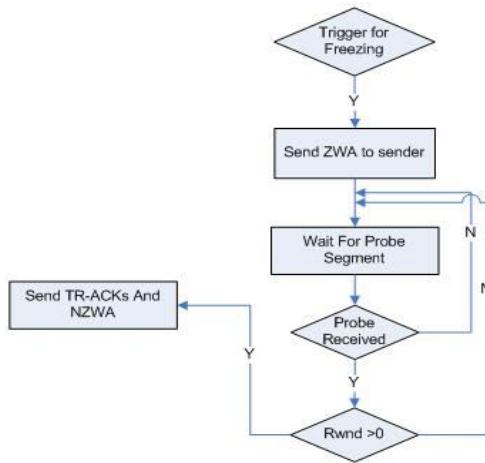 Trigger for
Freezing
Y
Send ZWA to sender
N
Wait For Probe
Segment
Send TR-ACKs And
NZWA
Probe
Received
Y
Y
Rwnd >0